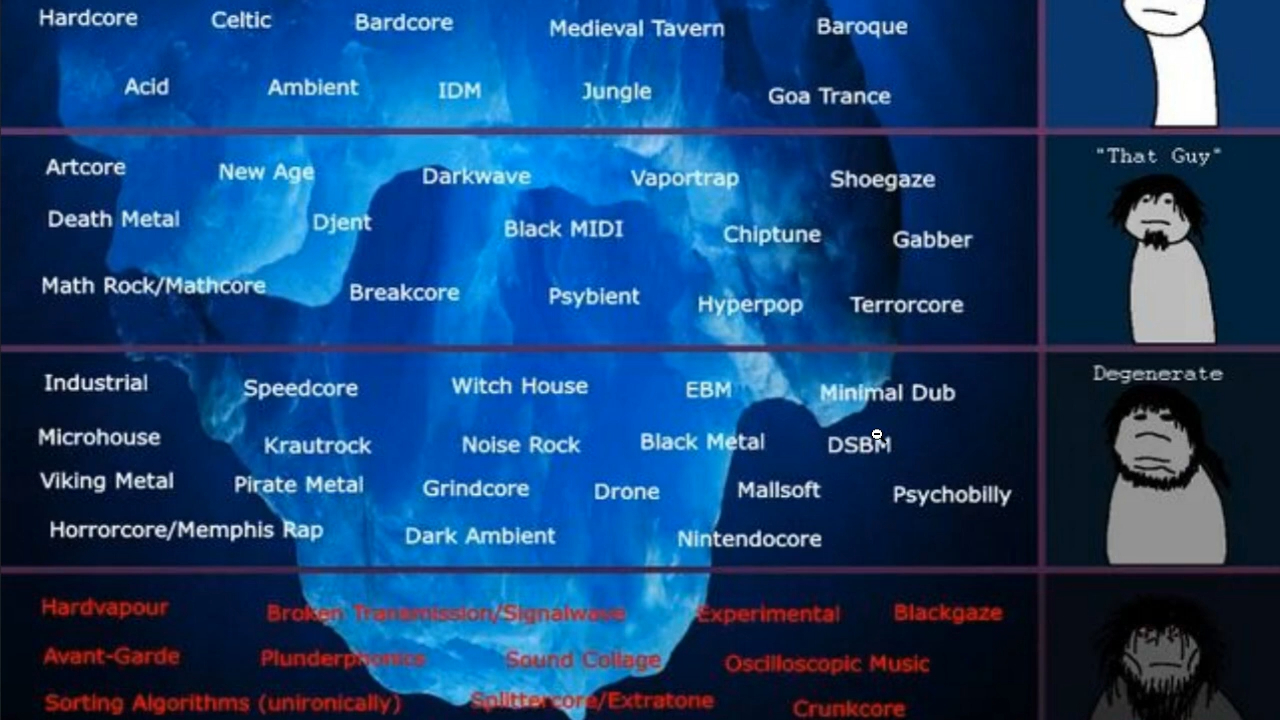 Hardcore Celtic Bardcore Medieval Tavern Baroque
Acid Ambient IDM Jungle Goa Trance
"That Guy"
Artcore New Age Darkwave Vaportrap Shoegaze
Death Metal Djent Black MIDI Chiptune Gabber
Math Rock/Mathcore Breakcore Psybient Hyperpop Terrorcore
Degenerate
Industrial Speedcore Witch House EBM Minimal Dub
Microhouse Krautrock Noise Rock Black Metal DSBM
Viking Metal Pirate Metal Grindcore Drone Mallsoft Psychobilly
Horrorcore/Memphis Rap Dark Ambient Nintendocore
Hardvapour Broken Transmission/Signalwave Experimental Blackgaze
Avant-Garde Plunderphonics Sound Collage Oscilloscopic Music
Sorting Algorithms (unironically) Splittercore/Extratone Crunkcore